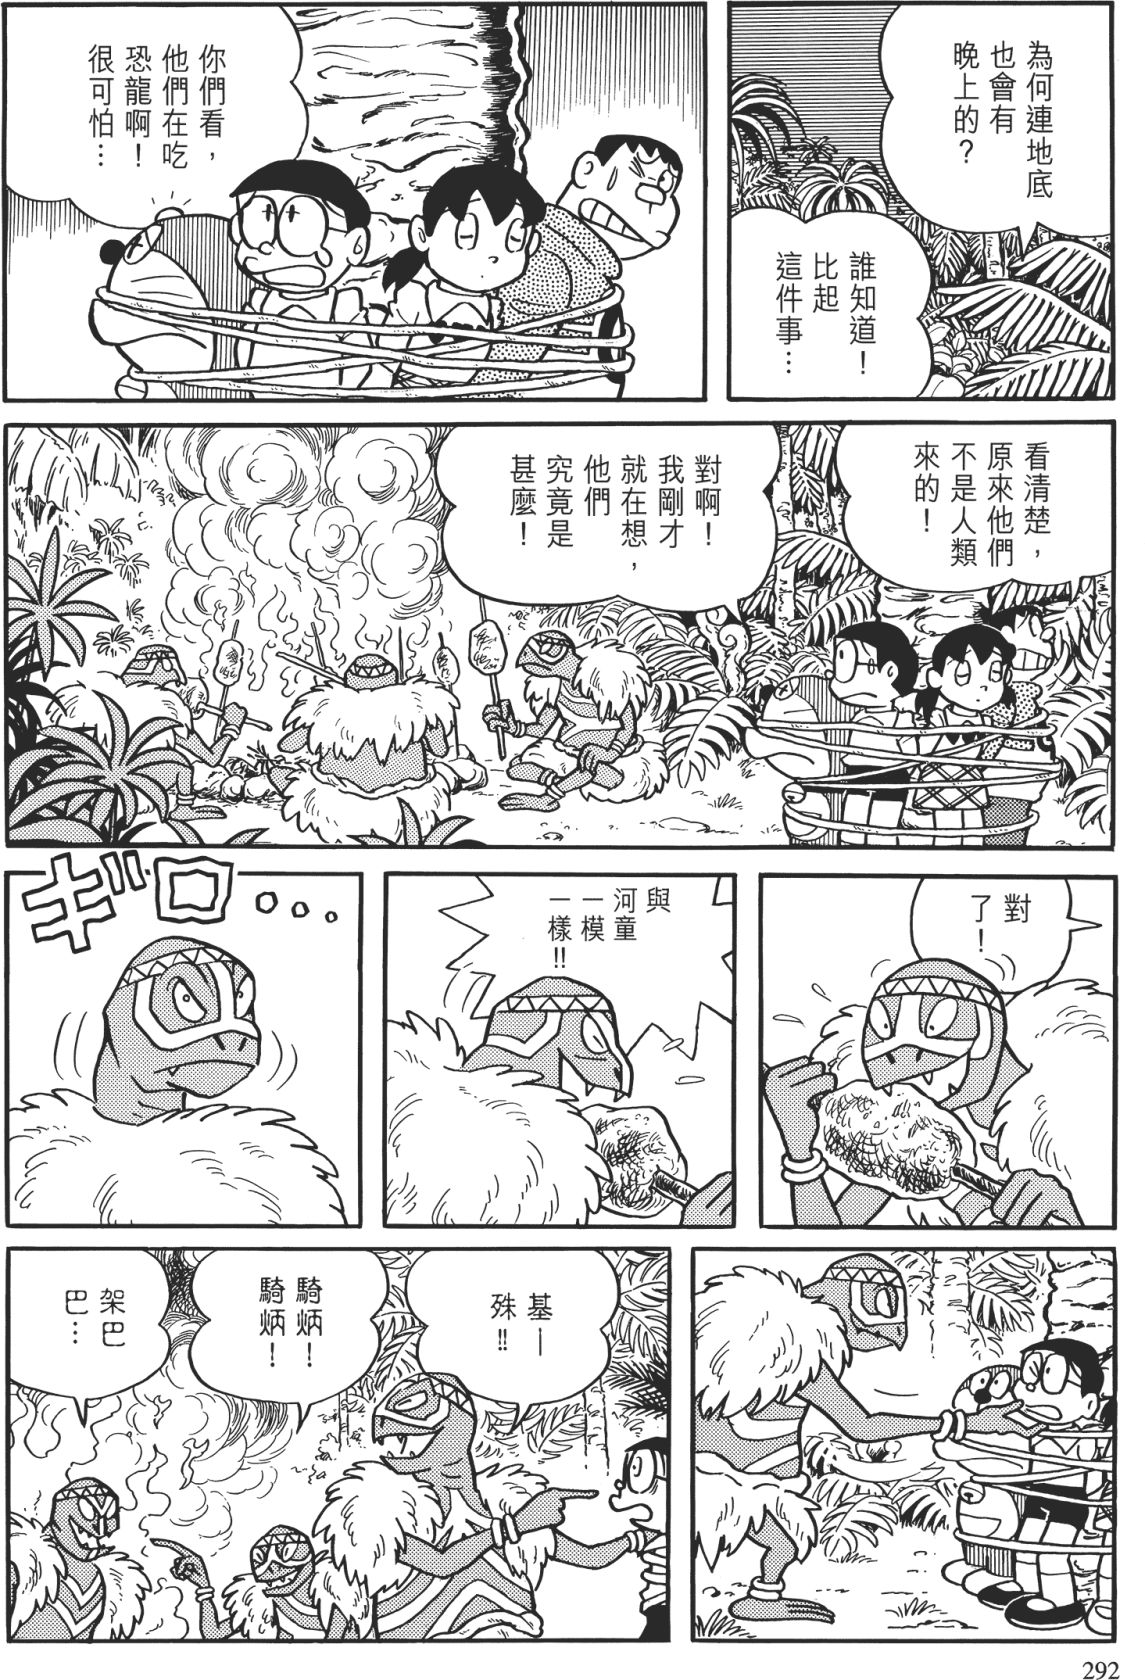 為何連地底
也會有
晚上的？
誰知道！
比起
這件事…
你們看，
他們在吃
恐龍啊！
很可怕…
看清楚，
原來他們
不是人類
來的！
對啊！
我剛才
就在想，
他們
究竟是
甚麼！
對
了！
與
河童
一模
一樣!!
ギロ…
基—
殊!!
騎炳！
騎炳！
架巴
巴…
292